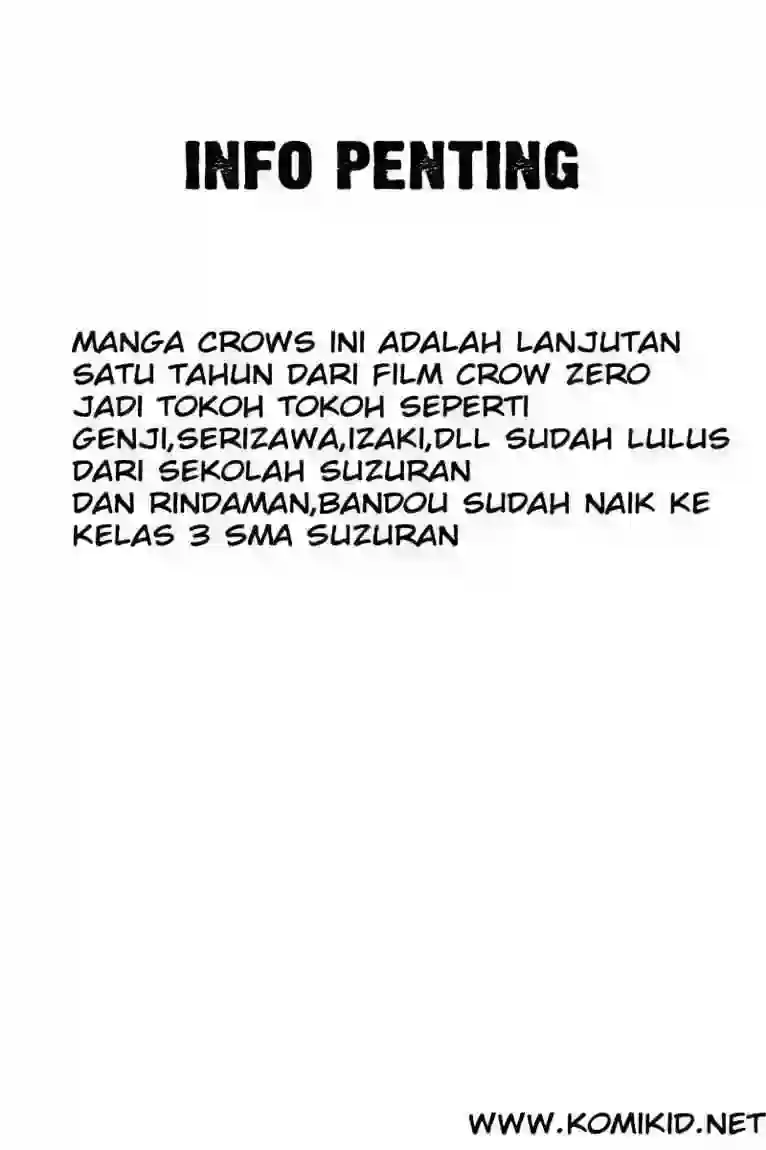 INFO PENTING
MANGA CROWS INI ADALAH LANJUTAN
SATU TAHUN DARI FILM CROW ZERO
JADI TOKOH TOKOH SEPERTI
GENJI,SERIZAWA,IZAKI,DLL SUDAH LULUS
DARI SEKOLAH SUZURAN
DAN RINDAMAN,BANDOU SUDAH NAIK KE
KELAS 3 SMA SUZURAN
WWW.KOMIKID.NET